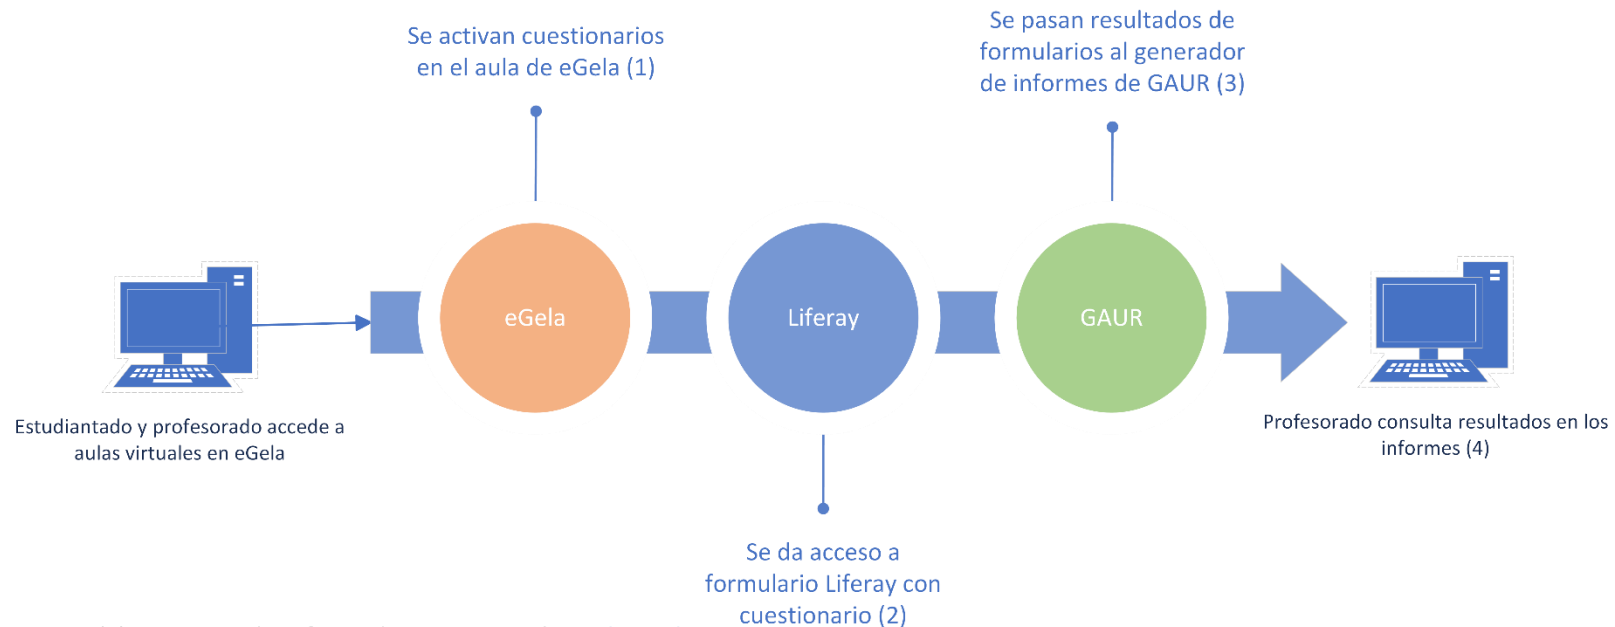 Se activan cuestionarios
en el aula de eGela (1)
Se pasan resultados de
formularios al generador
de informes de GAUR (3)
eGela
Liferay
GAUR
Estudiantado y profesorado accede a
aulas virtuales en eGela
Profesorado consulta resultados en los
informes (4)
Se da acceso a
formulario Liferay con
cuestionario (2)